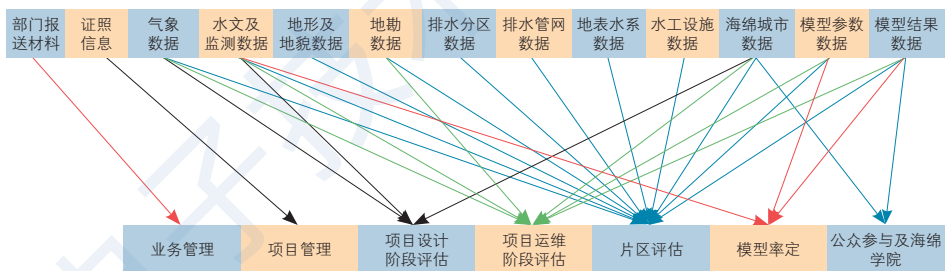 部门报
送材料
证照
信息
气象
数据
水文及
监测数据
地形及
地貌数据
地勘
数据
排水分区
数据
排水管网
数据
地表水系
数据
水工设施
数据
海绵城市
数据
模型参数
数据
模型结果
数据
业务管理
项目管理
项目设计
阶段评估
项目运维
阶段评估
片区评估
模型率定
公众参与及海绵
学院